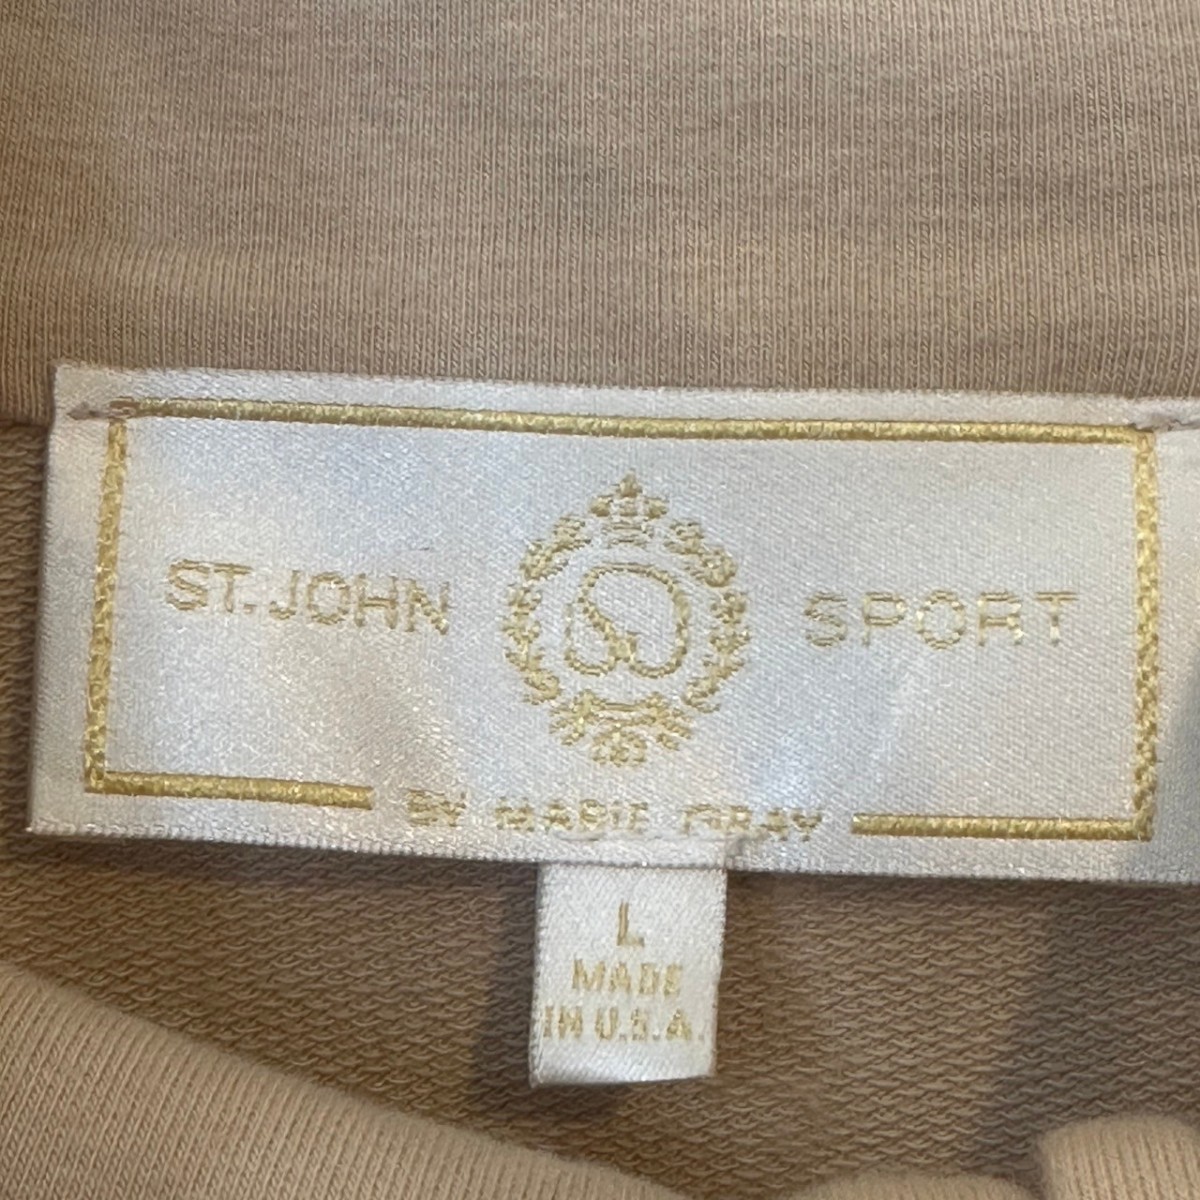 ST. JOHN SPORT
BY MARIE GRAY
L
MADE
IN U.S.A.